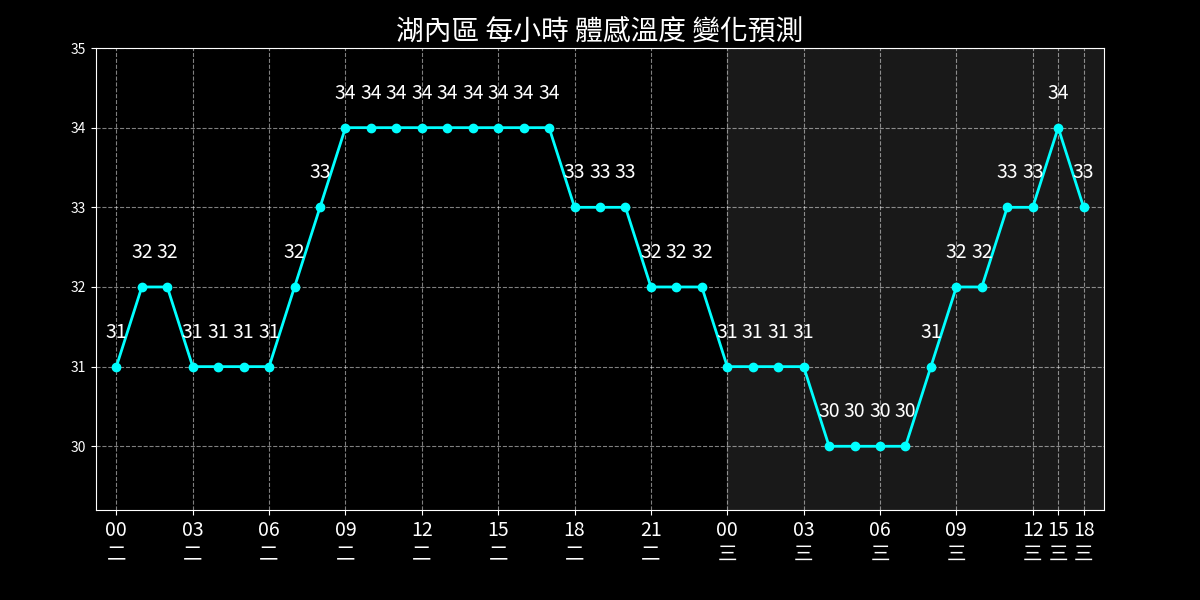 湖內區 每小時 體感溫度 變化預測
35
34
33
32
31
30
34 34 34 34 34 34 34 34 34 34
33 33 33 33 33 33 33
32 32 32 32 32 32 32 32
31 31 31 31 31 31 31 31 31 31
30 30 30 30
00 03 06 09 12 15 18 21 00 03 06 09 12 15 18
二 二 二 二 二 二 二 二 三 三 三 三 三 三 三